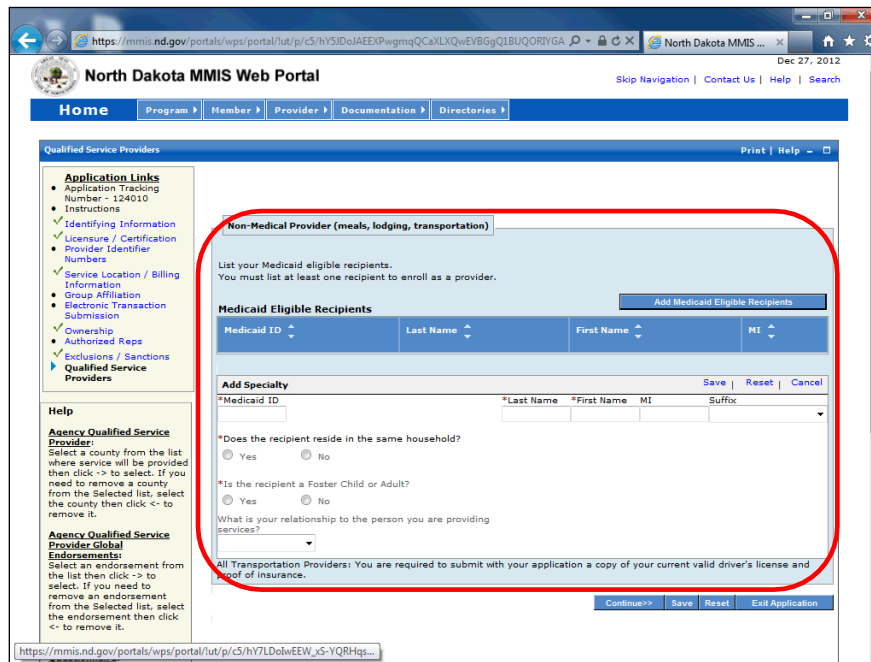 https://mmis.nd.gov/portals/wps/portal/!ut/p/c5/hY5JDoJAEEXPwgmqQCaXLXQwEVBGgQ1BUQORIYGA
North Dakota MMIS ...
Dec 27, 2012
North Dakota MMIS Web Portal
Skip Navigation | Contact Us | Help | Search
Home Program Member Provider Documentation Directories
Qualified Service Providers
Print | Help
Application Links
Application Tracking
Number - 124010
Instructions
Identifying Information
Licensure / Certification
Provider Identifier
Numbers
Service Location / Billing
Information
Group Affiliation
Electronic Transaction
Submission
Ownership
Authorized Reps
Exclusions / Sanctions
Qualified Service
Providers
Help
Agency Qualified Service
Provider:
Select a county from the list
where service will be provided
then click -> to select. If you
need to remove a county
from the Selected list, select
the county then click <- to
remove it.
Agency Qualified Service
Provider Global
Endorsements:
Select an endorsement from
the list then click -> to
select. If you need to
remove an endorsement
from the Selected list, select
the endorsement then click
<- to remove it.
Non-Medical Provider (meals, lodging, transportation)
List your Medicaid eligible recipients.
You must list at least one recipient to enroll as a provider.
Add Medicaid Eligible Recipients
Medicaid Eligible Recipients
Medicaid ID Last Name First Name MI
Add Specialty
Save | Reset | Cancel
*Medicaid ID *Last Name *First Name MI Suffix
*Does the recipient reside in the same household?
Yes No
*Is the recipient a Foster Child or Adult?
Yes No
What is your relationship to the person you are providing
services?
All Transportation Providers: You are required to submit with your application a copy of your current valid driver's license and
proof of insurance.
Continue>> Save Reset Exit Application
https://mmis.nd.gov/portals/wps/portal/!ut/p/c5/hY7LDoIwEEW_xS-YQRHqs...